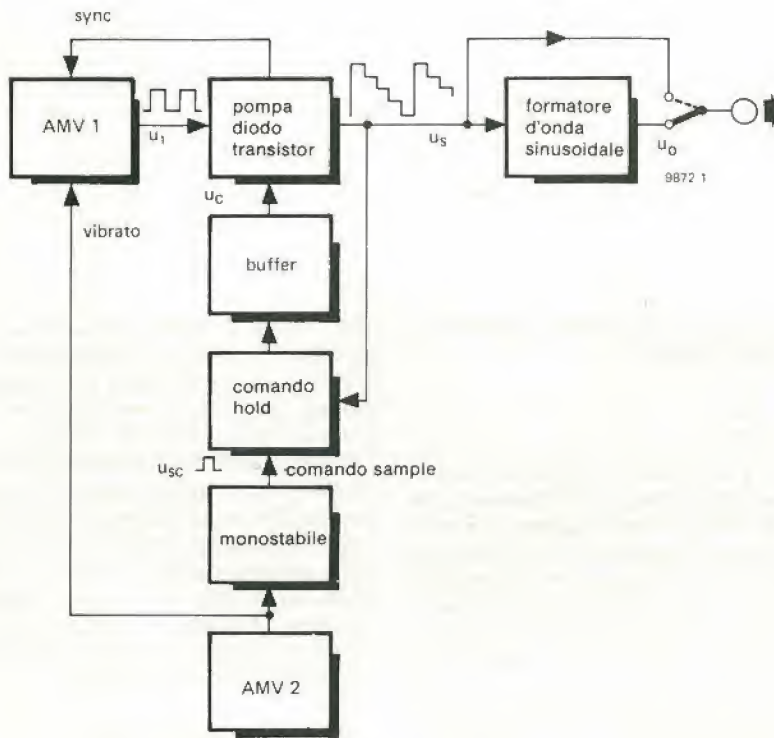 sync
AMV 1
u1
pompa
diodo
transistor
us
formatore
d'onda
sinusoidale
uo
9872 1
uc
vibrato
buffer
comando
hold
usc
comando sample
monostabile
AMV 2